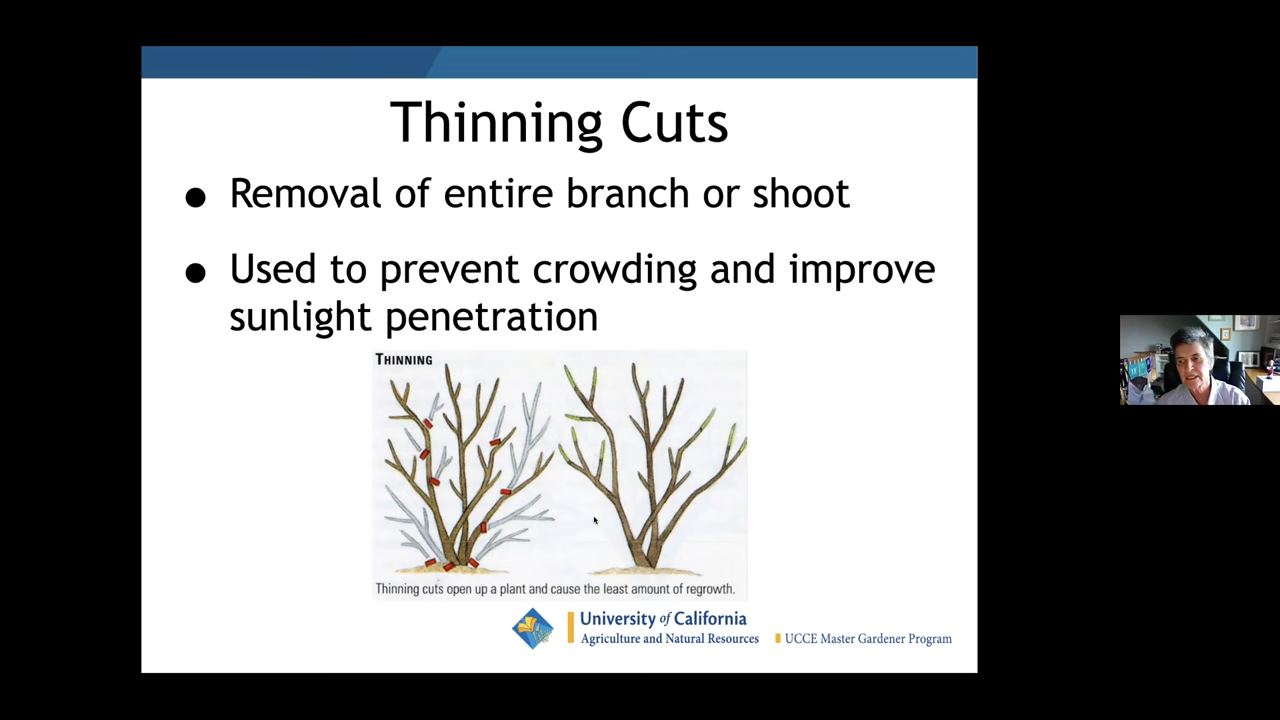 Thinning Cuts
● Removal of entire branch or shoot
● Used to prevent crowding and improve
sunlight penetration
THINNING
Thinning cuts open up a plant and cause the least amount of regrowth.
University of California
Agriculture and Natural Resources UCCE Master Gardener Program